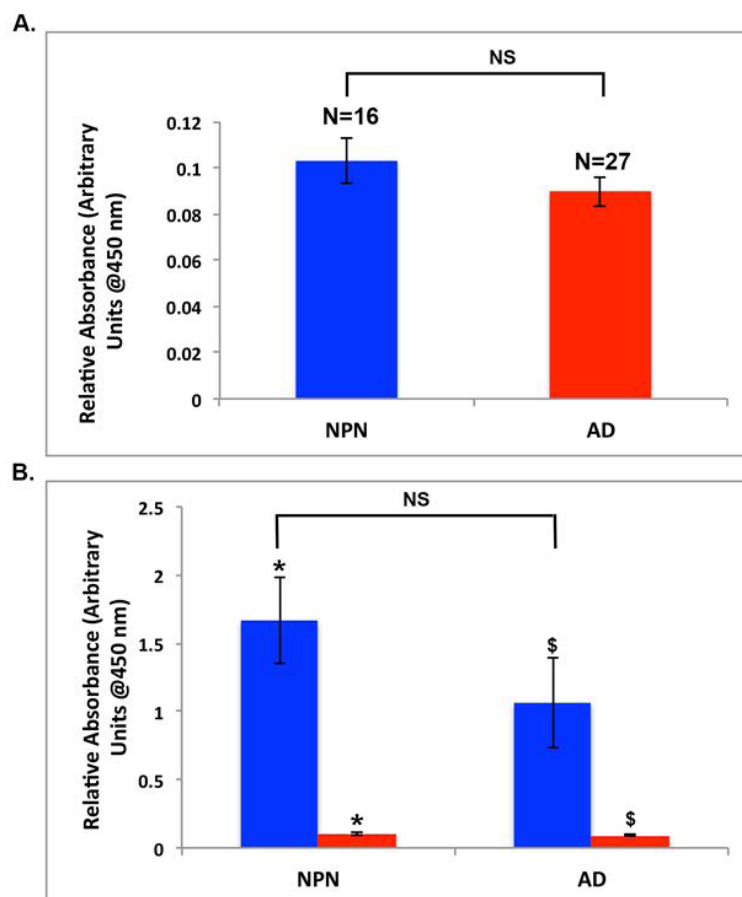 A.
NS
N=16
N=27
Relative Absorbance (Arbitrary
Units @450 nm)
0.12
0.1
0.08
0.06
0.04
0.02
0
NPN
AD
B.
NS
Relative Absorbance (Arbitrary
Units @450 nm)
2.5
2
1.5
1
0.5
0
*
*
$
$
NPN
AD